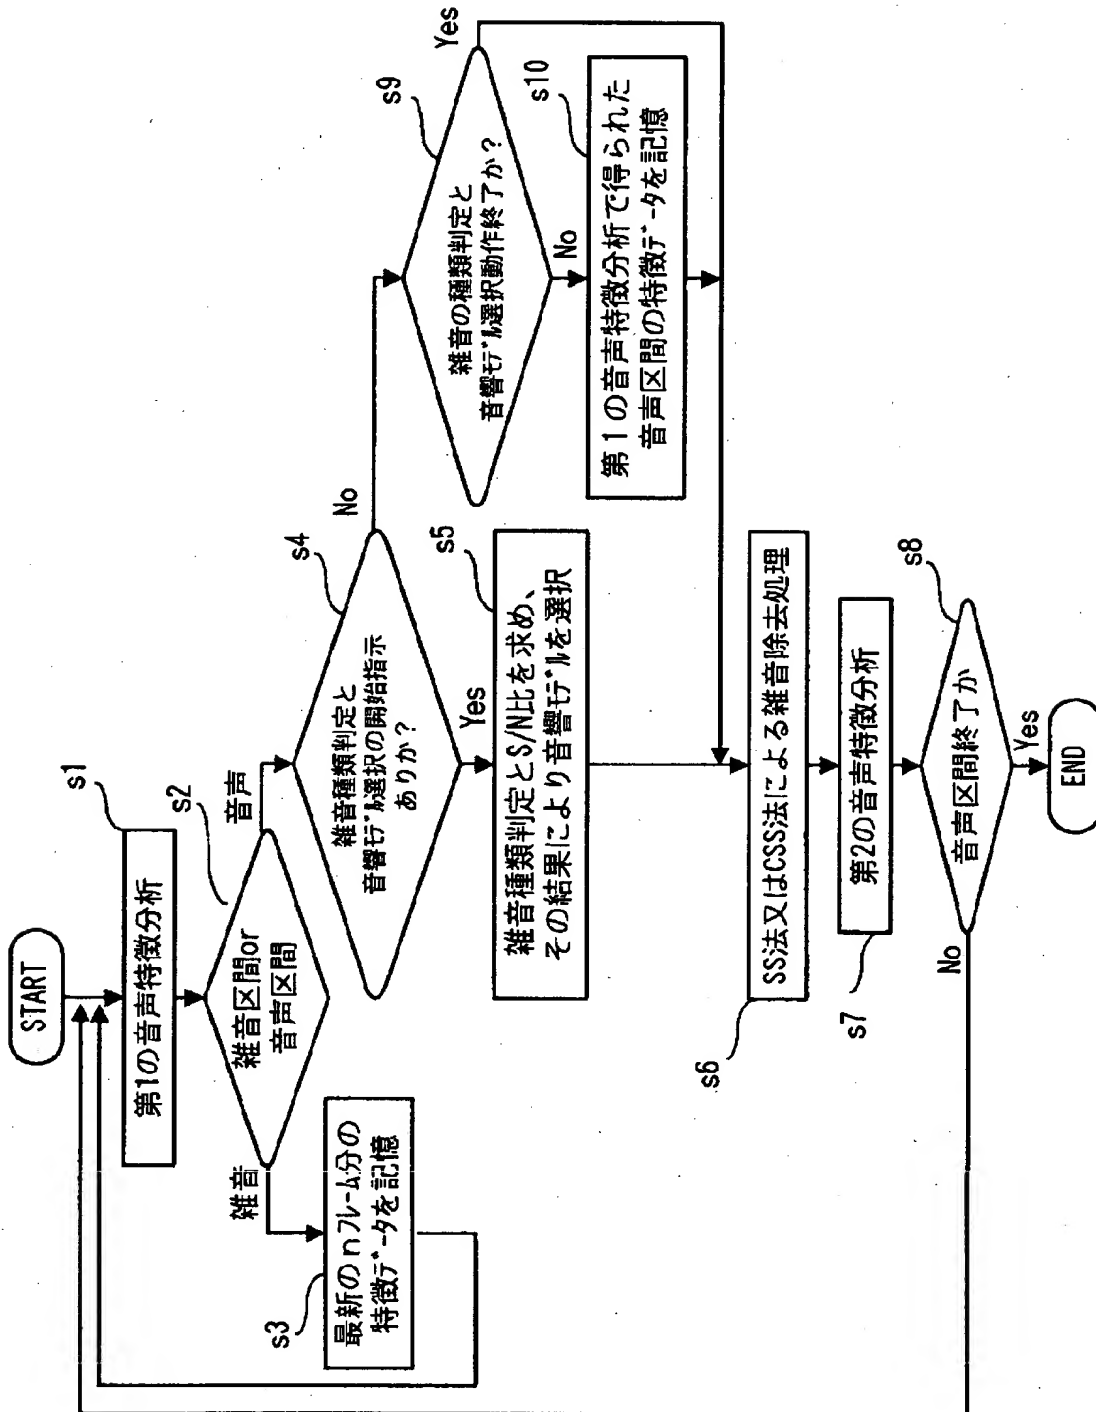 START
s1
第1の音声特徴分析
s2
雑音区間or
音声区間
雑音
音声
s3
最新のnフレーム分の
特徴データを記憶
s4
雑音種類判定と
音響モデル選択の開始指示
ありか?
No
Yes
s5
雑音種類判定とS/N比を求め、
その結果により音響モデルを選択
s9
雑音の種類判定と
音響モデル選択動作終了か?
Yes
No
s10
第1の音声特徴分析で得られた
音声区間の特徴データを記憶
s6
SS法又はCSS法による雑音除去処理
s7
第2の音声特徴分析
s8
音声区間終了か
No
Yes
END